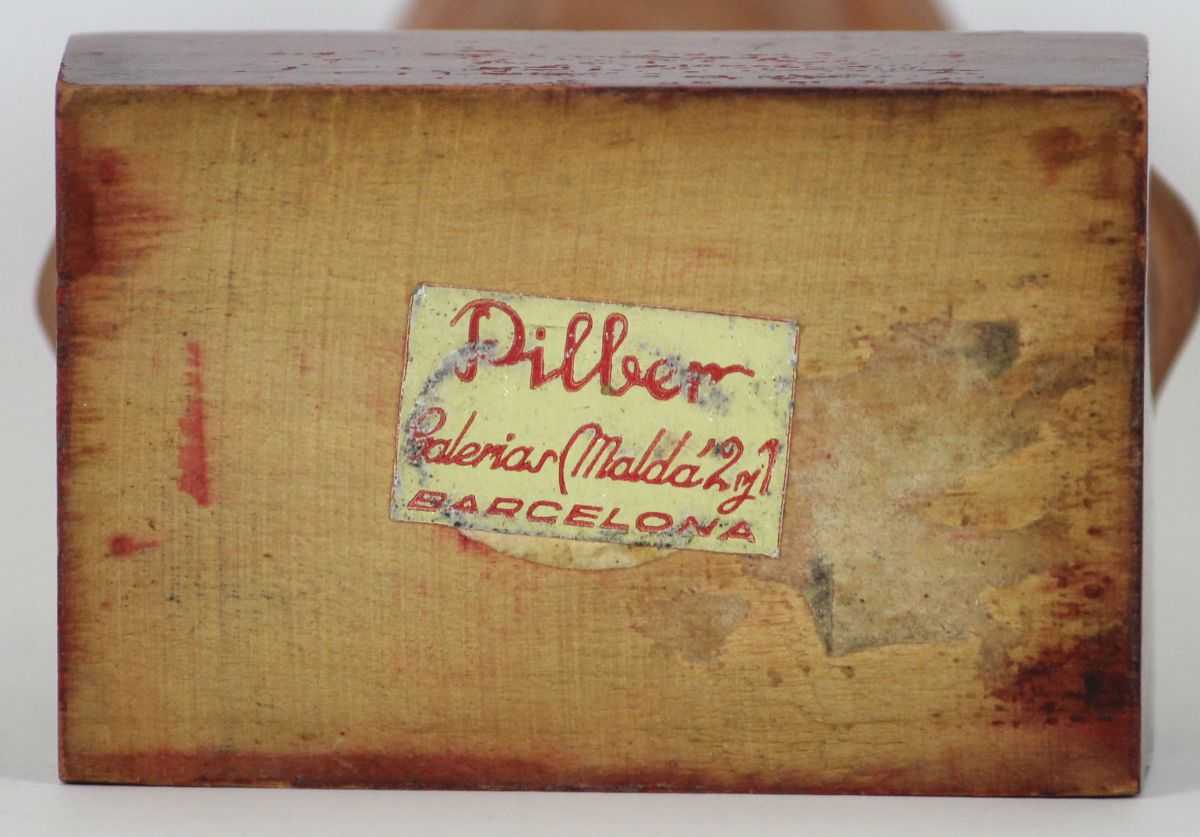 Pilber
Galerias Maldá 2 y 1
BARCELONA